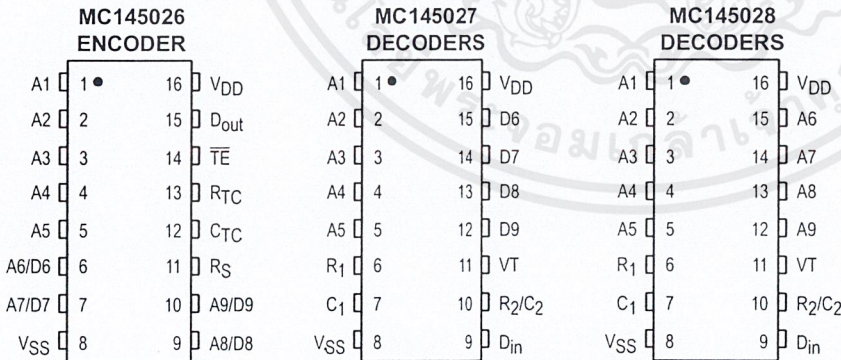 MC145026
ENCODER
A1 1 16 VDD
A2 2 15 Dout
A3 3 14 T̅E̅
A4 4 13 RTC
A5 5 12 CTC
A6/D6 6 11 RS
A7/D7 7 10 A9/D9
VSS 8 9 A8/D8
MC145027
DECODERS
A1 1 16 VDD
A2 2 15 D6
A3 3 14 D7
A4 4 13 D8
A5 5 12 D9
R1 6 11 VT
C1 7 10 R2/C2
VSS 8 9 Din
MC145028
DECODERS
A1 1 16 VDD
A2 2 15 A6
A3 3 14 A7
A4 4 13 A8
A5 5 12 A9
R1 6 11 VT
C1 7 10 R2/C2
VSS 8 9 Din